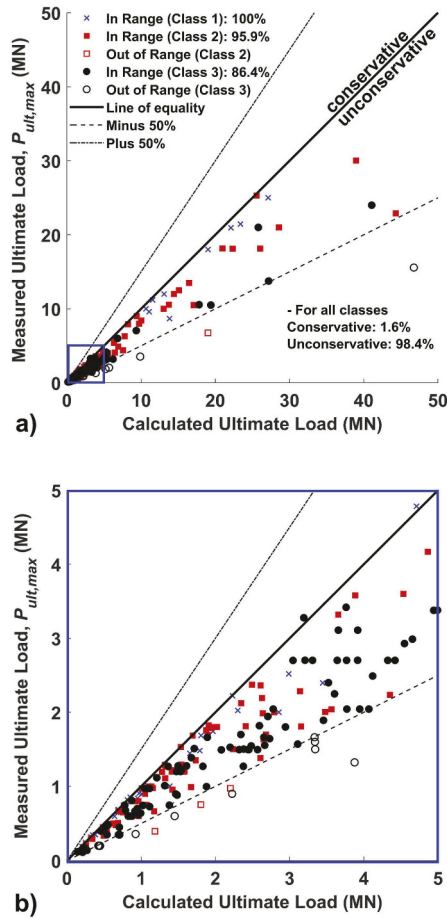 50
40
30
20
10
0
Measured Ultimate Load, P_ult,max (MN)
× In Range (Class 1): 100%
■ In Range (Class 2): 95.9%
□ Out of Range (Class 2)
● In Range (Class 3): 86.4%
○ Out of Range (Class 3)
Line of equality
Minus 50%
Plus 50%
conservative
unconservative
- For all classes
Conservative: 1.6%
Unconservative: 98.4%
0 10 20 30 40 50
Calculated Ultimate Load (MN)
a)
5
4
3
2
1
0
Measured Ultimate Load, P_ult,max (MN)
0 1 2 3 4 5
Calculated Ultimate Load (MN)
b)